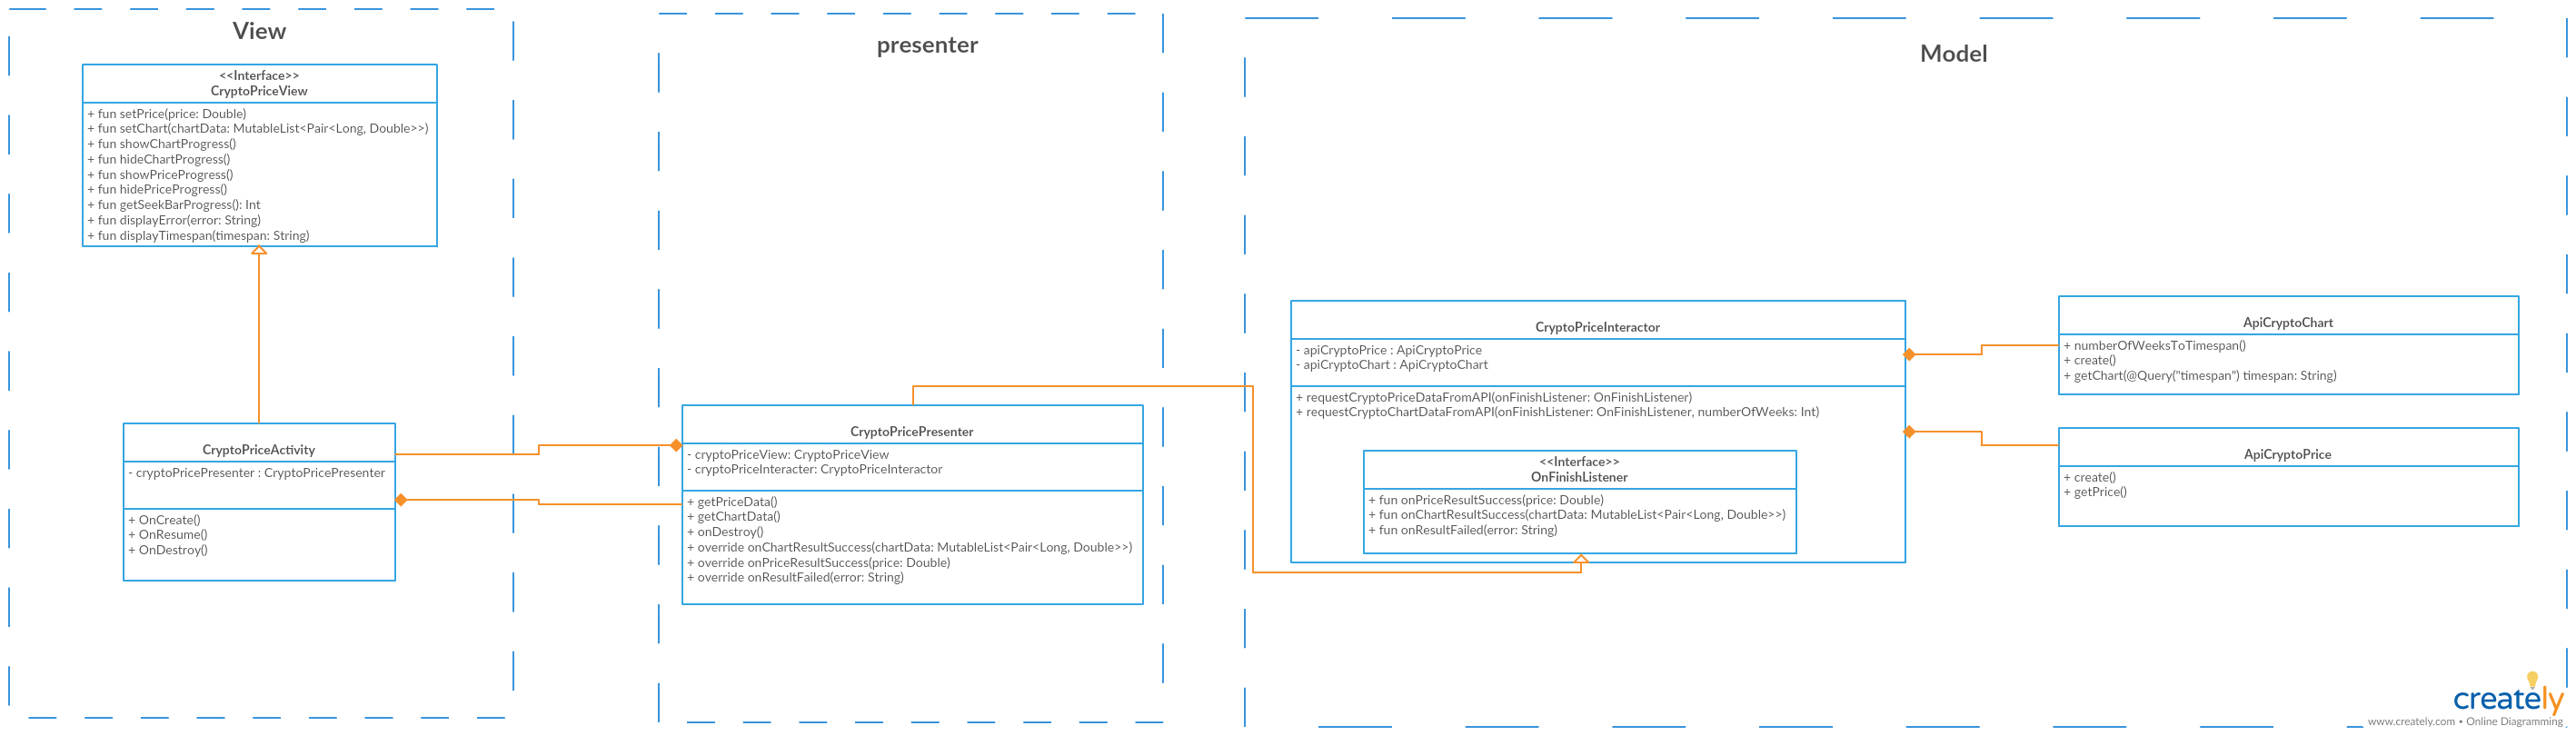 View
<<Interface>>
CryptoPriceView
+ fun setPrice(price: Double)
+ fun setChart(chartData: MutableList<Pair<Long, Double>>)
+ fun showChartProgress()
+ fun hideChartProgress()
+ fun showPriceProgress()
+ fun hidePriceProgress()
+ fun getSeekBarProgress(): Int
+ fun displayError(error: String)
+ fun displayTimespan(timespan: String)
CryptoPriceActivity
- cryptoPricePresenter : CryptoPricePresenter
+ OnCreate()
+ OnResume()
+ OnDestroy()
presenter
CryptoPricePresenter
- cryptoPriceView: CryptoPriceView
- cryptoPriceInteracter: CryptoPriceInteractor
+ getPriceData()
+ getChartData()
+ onDestroy()
+ override onChartResultSuccess(chartData: MutableList<Pair<Long, Double>>)
+ override onPriceResultSuccess(price: Double)
+ override onResultFailed(error: String)
Model
CryptoPriceInteractor
- apiCryptoPrice : ApiCryptoPrice
- apiCryptoChart : ApiCryptoChart
+ requestCryptoPriceDataFromAPI(onFinishListener: OnFinishListener)
+ requestCryptoChartDataFromAPI(onFinishListener: OnFinishListener, numberOfWeeks: Int)
<<Interface>>
OnFinishListener
+ fun onPriceResultSuccess(price: Double)
+ fun onChartResultSuccess(chartData: MutableList<Pair<Long, Double>>)
+ fun onResultFailed(error: String)
ApiCryptoChart
+ numberOfWeeksToTimespan()
+ create()
+ getChart(@Query("timespan") timespan: String)
ApiCryptoPrice
+ create()
+ getPrice()
creately
www.creately.com • Online Diagramming